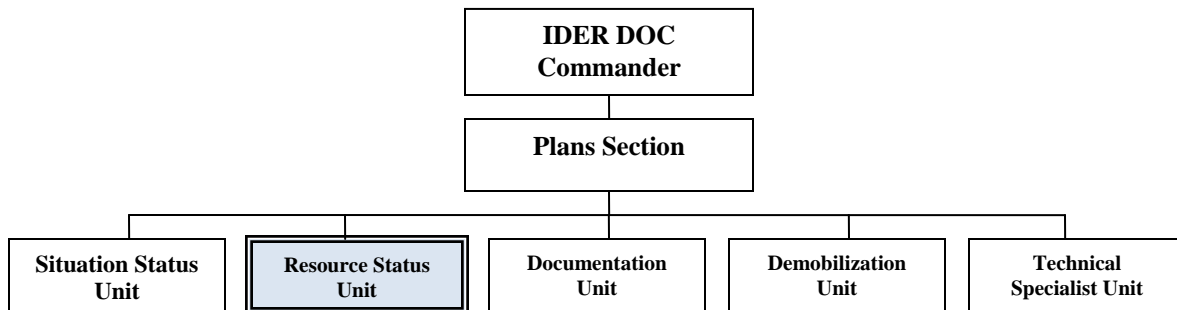 IDER DOC
Commander
Plans Section
Situation Status
Unit
Resource Status
Unit
Documentation
Unit
Demobilization
Unit
Technical
Specialist Unit